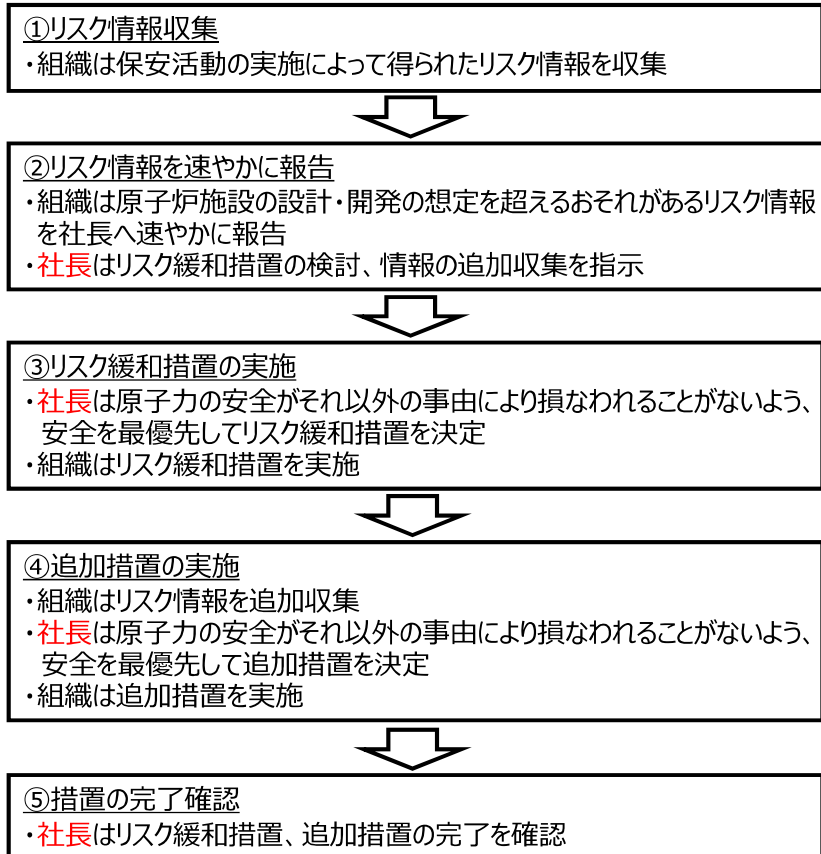 ①リスク情報収集
・組織は保安活動の実施によって得られたリスク情報を収集
②リスク情報を速やかに報告
・組織は原子炉施設の設計・開発の想定を超えるおそれがあるリスク情報
を社長へ速やかに報告
・社長はリスク緩和措置の検討、情報の追加収集を指示
③リスク緩和措置の実施
・社長は原子力の安全がそれ以外の事由により損なわれることがないよう、
安全を最優先してリスク緩和措置を決定
・組織はリスク緩和措置を実施
④追加措置の実施
・組織はリスク情報を追加収集
・社長は原子力の安全がそれ以外の事由により損なわれることがないよう、
安全を最優先して追加措置を決定
・組織は追加措置を実施
⑤措置の完了確認
・社長はリスク緩和措置、追加措置の完了を確認